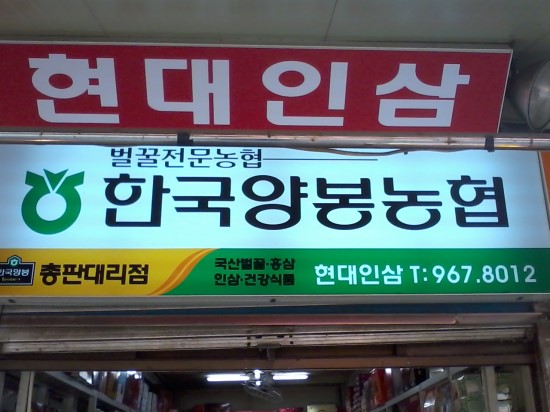 현대인삼
벌꿀전문농협
한국양봉농협
한국양봉
총판대리점
국산벌꿀·홍삼
인삼·건강식품
현대인삼 T: 967.8012